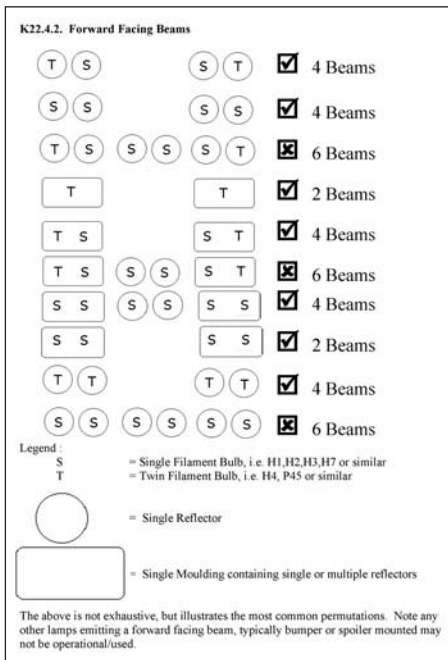 K22.4.2. Forward Facing Beams
T S S T 4 Beams
S S S S 4 Beams
T S S S S T 6 Beams
T T 2 Beams
T S S T 4 Beams
T S S S S T 6 Beams
S S S S S S 4 Beams
S S S S 2 Beams
T T T T 4 Beams
S S S S S S 6 Beams
Legend :
S = Single Filament Bulb, i.e. H1,H2,H3,H7 or similar
T = Twin Filament Bulb, i.e. H4, P45 or similar
= Single Reflector
= Single Moulding containing single or multiple reflectors
The above is not exhaustive, but illustrates the most common permutations. Note any
other lamps emitting a forward facing beam, typically bumper or spoiler mounted may
not be operational/used.